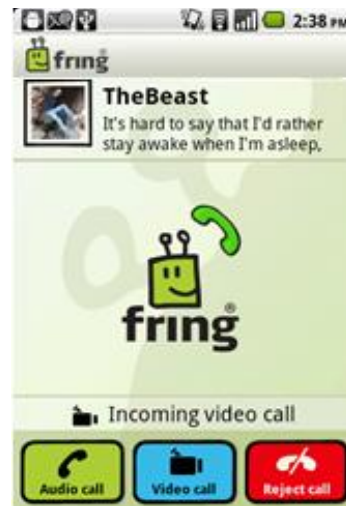 2:38 PM
fring
TheBeast
It's hard to say that I'd rather
stay awake when I'm asleep,
fring®
Incoming video call
Audio call Video call Reject call